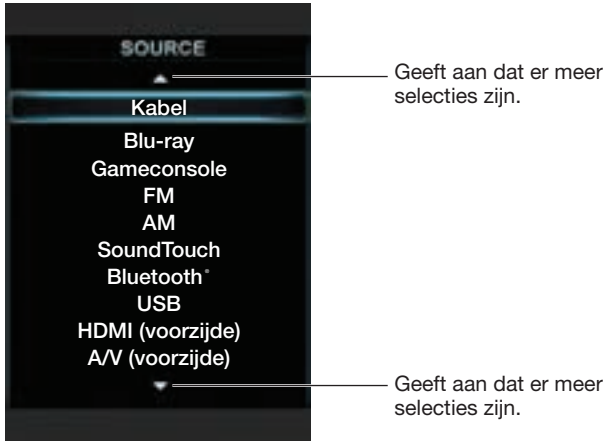 SOURCE
Geeft aan dat er meer
selecties zijn.
Kabel
Blu-ray
Gameconsole
FM
AM
SoundTouch
Bluetooth®
USB
HDMI (voorzijde)
A/V (voorzijde)
Geeft aan dat er meer
selecties zijn.